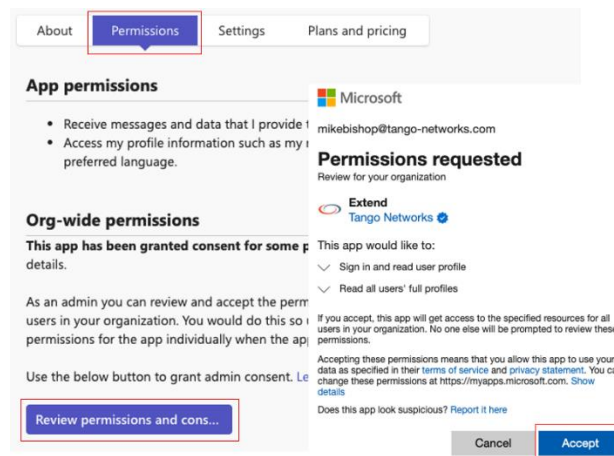 About Permissions Settings Plans and pricing
App permissions
• Receive messages and data that I provide
• Access my profile information such as my
preferred language.
Org-wide permissions
This app has been granted consent for some
details.
As an admin you can review and accept the perm
users in your organization. You would do this so
permissions for the app individually when the
Use the below button to grant admin consent. Le
Review permissions and cons...
Microsoft
mikebishop@tango-networks.com
Permissions requested
Review for your organization
Extend
Tango Networks
This app would like to:
Sign in and read user profile
Read all users' full profiles
If you accept, this app will get access to the specified resources for all
users in your organization. No one else will be prompted to review these
permissions.
Accepting these permissions means that you allow this app to use your
data as specified in their terms of service and privacy statement. You
change these permissions at https://myapps.microsoft.com. Show
details
Does this app look suspicious? Report it here
Cancel Accept